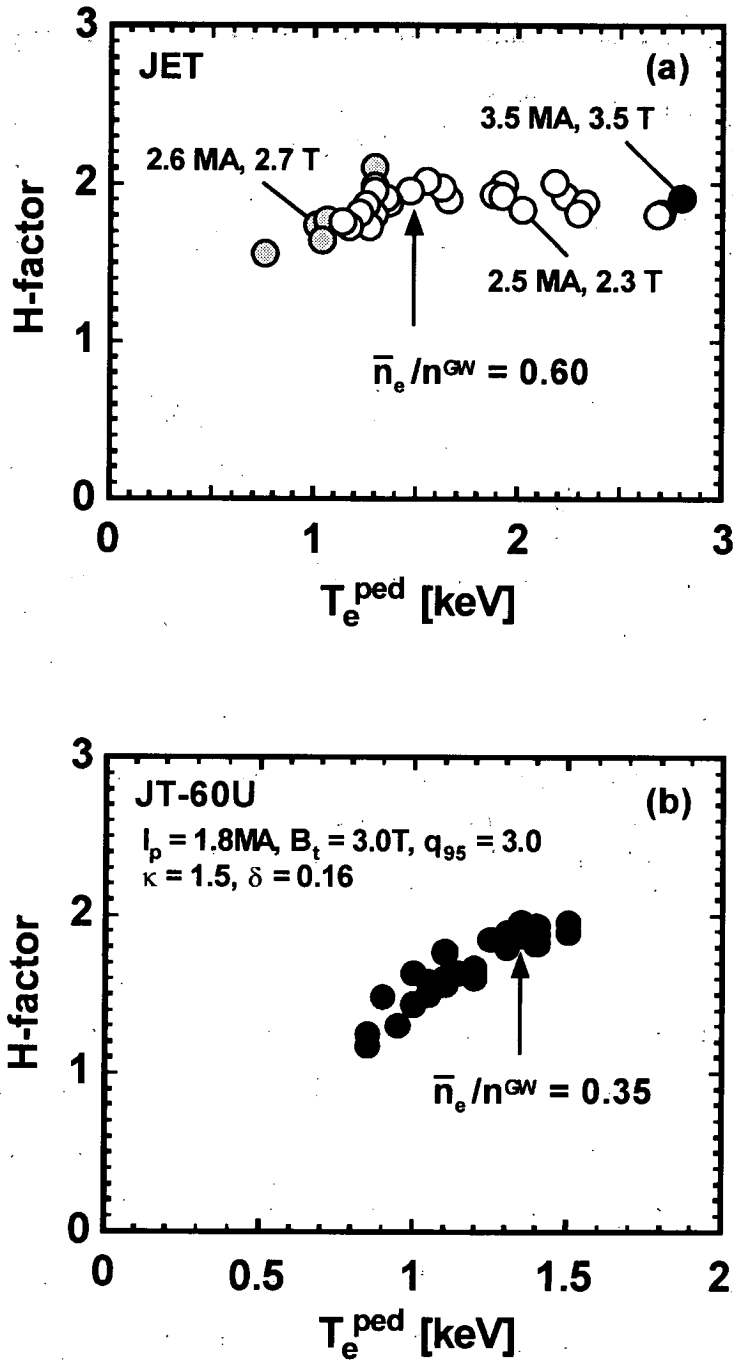 3
JET
(a)
3.5 MA, 3.5 T
2.6 MA, 2.7 T
2
2.5 MA, 2.3 T
H-factor
1
n̄ₑ/nᴳᵂ = 0.60
0
0 1 2 3
Tₑᵖᵉᵈ [keV]
3
JT-60U
(b)
Iₚ = 1.8MA, Bₜ = 3.0T, q₉₅ = 3.0
κ = 1.5, δ = 0.16
2
H-factor
1
n̄ₑ/nᴳᵂ = 0.35
0
0 0.5 1 1.5 2
Tₑᵖᵉᵈ [keV]